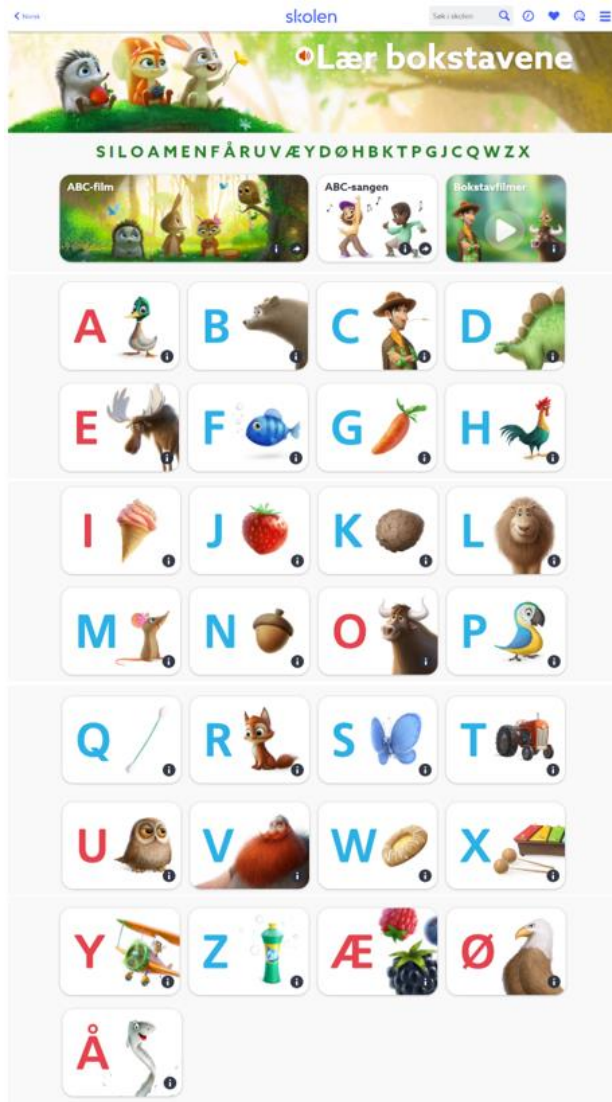 Norsk
skolen
Søk i skolen
Lær bokstavene
SILOAMENFÅRUVÆYDØHBKTPGJCQWZX
ABC-film
ABC-sangen
Bokstavfilmer
A B C D
E F G H
I J K L
M N O P
Q R S T
U V W X
Y Z Æ Ø
Å